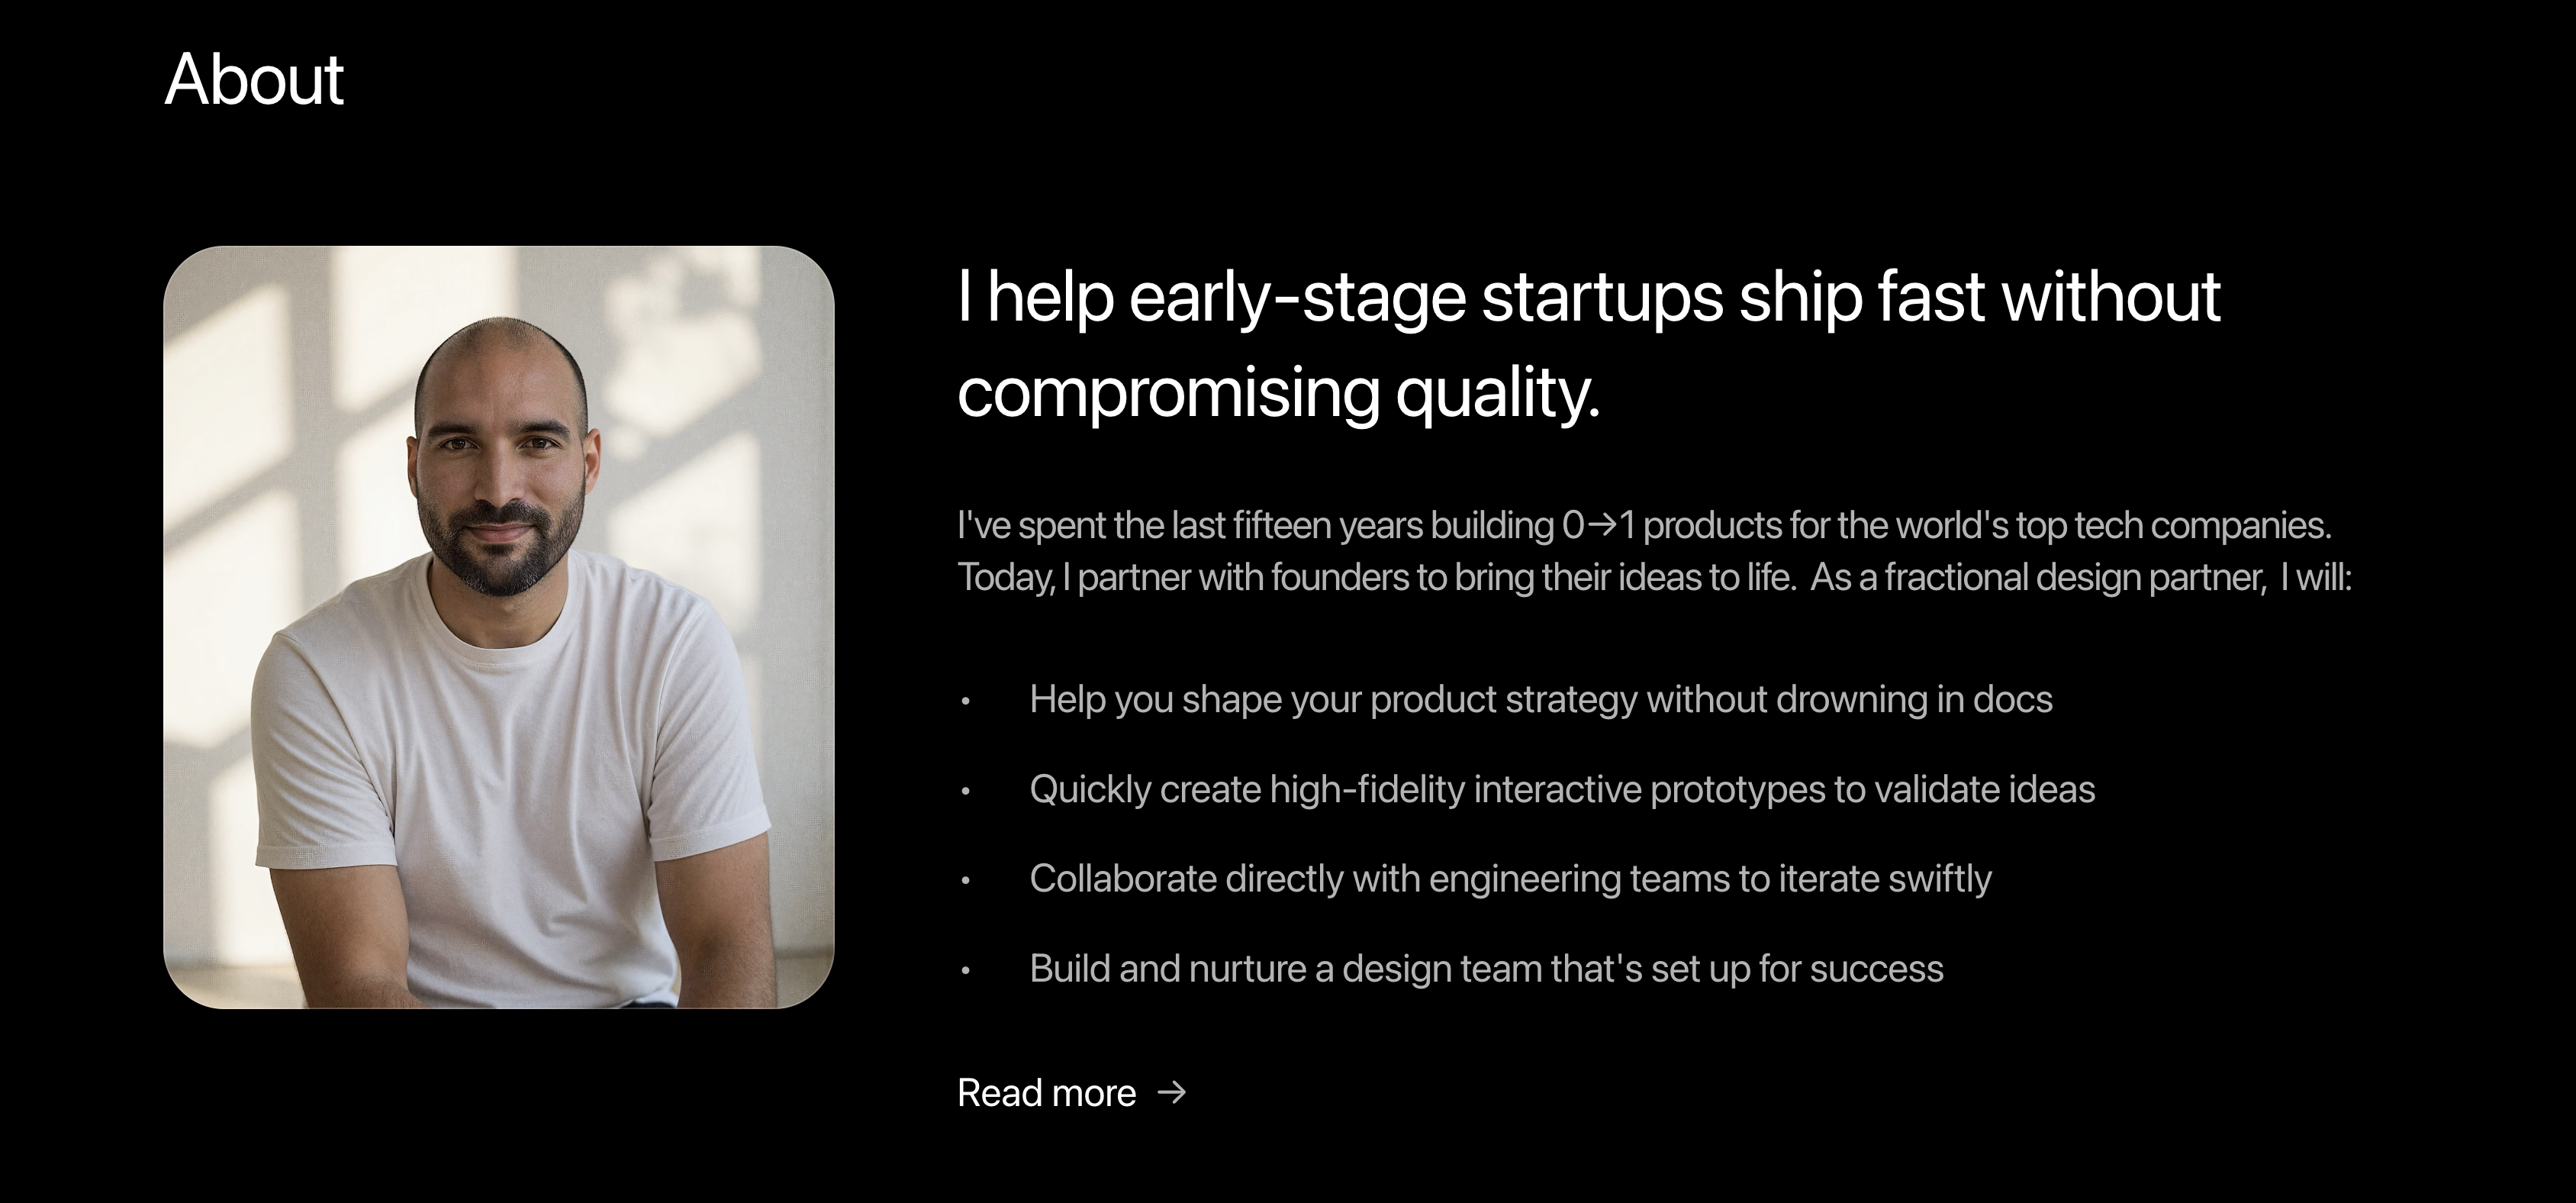 About
I help early-stage startups ship fast without
compromising quality.
I've spent the last fifteen years building 0→1 products for the world's top tech companies.
Today, I partner with founders to bring their ideas to life.  As a fractional design partner,  I will:
• Help you shape your product strategy without drowning in docs
• Quickly create high-fidelity interactive prototypes to validate ideas
• Collaborate directly with engineering teams to iterate swiftly
• Build and nurture a design team that's set up for success
Read more →